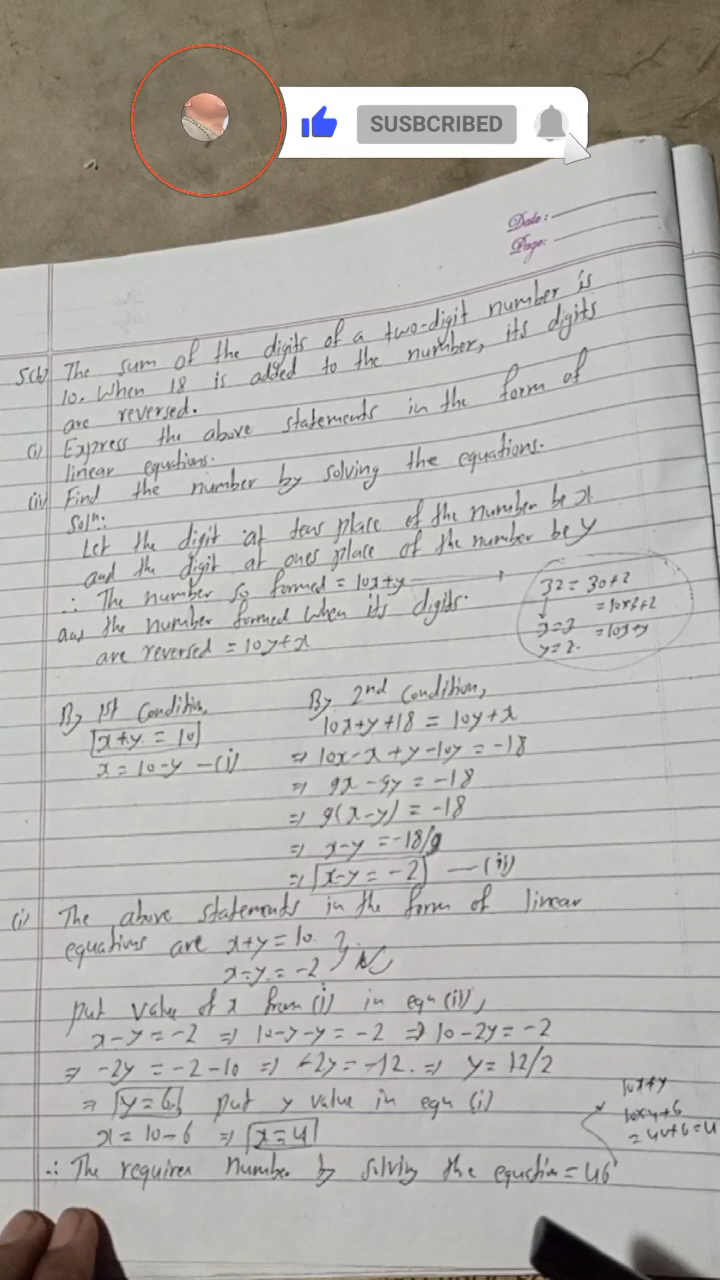 SUSBCRIBED
Date:
Page:
5(b) The sum of the digits of a two-digit number is
10. When 18 is added to the number, its digits
are reversed.
(i) Express the above statements in the form of
linear equations.
(ii) Find the number by solving the equations.
Solⁿ:
Let the digit at tens place of the number be x
and the digit at ones place of the number be y
∴ The number so formed = 10x+y
and the number formed when its digits.
are reversed = 10y+x
32 = 30+2
= 10×3+2
x=3 = 10x+y
y=2.
By 1st Condition,
x+y = 10
x = 10-y - (i)
By 2nd Condition,
10x+y+18 = 10y+x
⇒ 10x-x+y-10y = -18
⇒ 9x-9y = -18
⇒ 9(x-y) = -18
⇒ x-y = -18/9
⇒ x-y = -2 — (ii)
(i) The above statements in the form of linear
equations are x+y=10
x-y = -2
put value of x from (i) in eqn (ii),
x-y = -2 ⇒ 10-y-y = -2 ⇒ 10-2y = -2
⇒ -2y = -2-10 ⇒ -2y = -12. ⇒ y = 12/2
⇒ y=6. put y value in eqn (i)
x = 10-6 ⇒ x=4
10x+y
10×4+6
= 40+6=4
∴ The requiren Number by solving the equation = 46